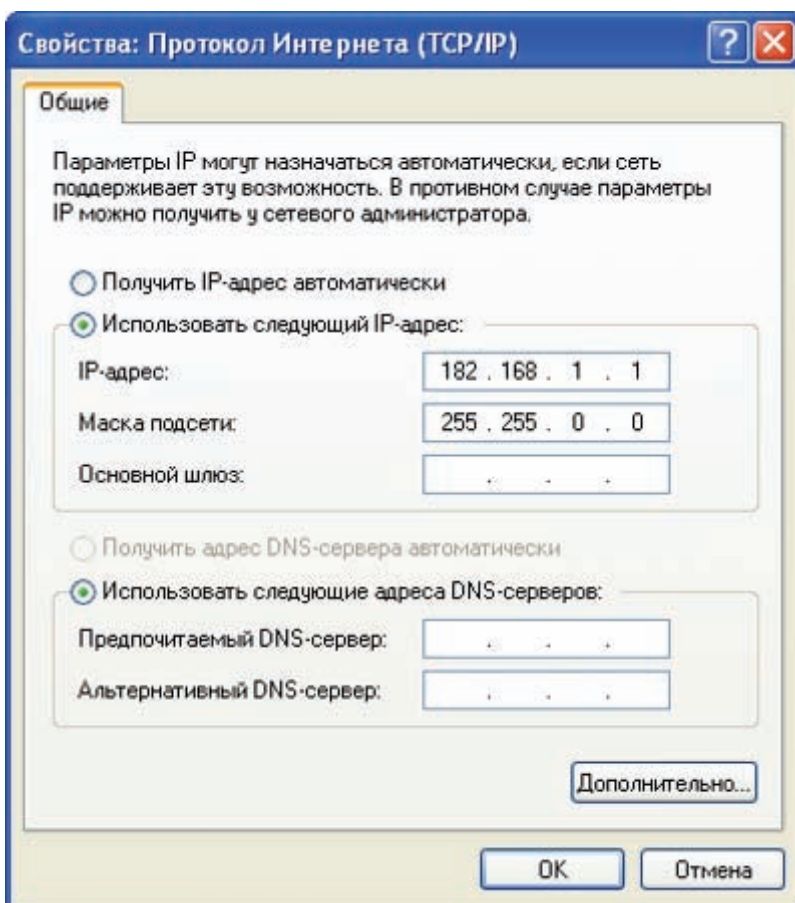 Свойства: Протокол Интернета (TCP/IP)
Общие
Параметры IP могут назначаться автоматически, если сеть
поддерживает эту возможность. В противном случае параметры
IP можно получить у сетевого администратора.
Получить IP-адрес автоматически
Использовать следующий IP-адрес:
IP-адрес: 182 . 168 . 1 . 1
Маска подсети: 255 . 255 . 0 . 0
Основной шлюз: . . .
Получить адрес DNS-сервера автоматически
Использовать следующие адреса DNS-серверов:
Предпочитаемый DNS-сервер: . . .
Альтернативный DNS-сервер: . . .
Дополнительно...
OK Отмена